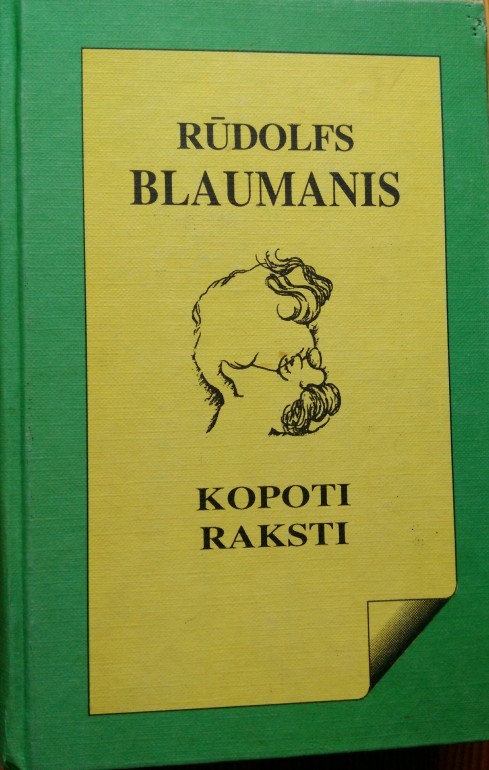 RŪDOLFS
BLAUMANIS
KOPOTI
RAKSTI